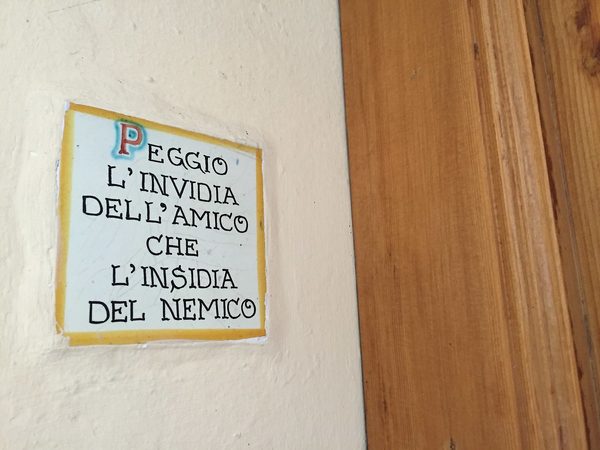 PEGGIO
L'INVIDIA
DELL'AMICO
CHE
L'INSIDIA
DEL NEMICO